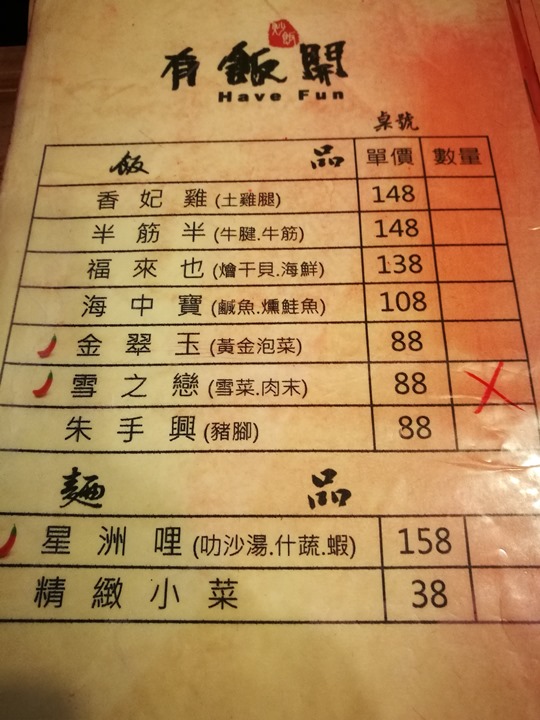 炒飯
有飯開
Have Fun
桌號
飯 品 單價 數量
香妃雞 (土雞腿) 148
半筋半 (牛腱.牛筋) 148
福來也 (燴干貝.海鮮) 138
海中寶 (鹹魚.燻鮭魚) 108
金翠玉 (黃金泡菜) 88
雪之戀 (雪菜.肉末) 88
朱手興 (豬腳) 88
麵 品
星洲哩 (叻沙湯.什蔬.蝦) 158
精緻小菜 38